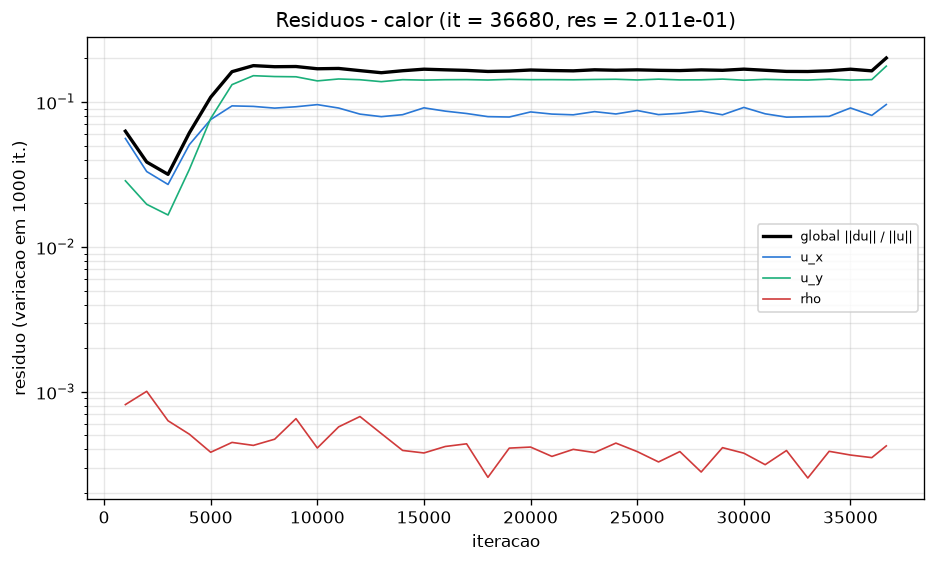 Residuos - calor (it = 36680, res = 2.011e-01)
residuo (variacao em 1000 it.)
10⁻¹
10⁻²
10⁻³
global ||du|| / ||u||
u_x
u_y
rho
0 5000 10000 15000 20000 25000 30000 35000
iteracao